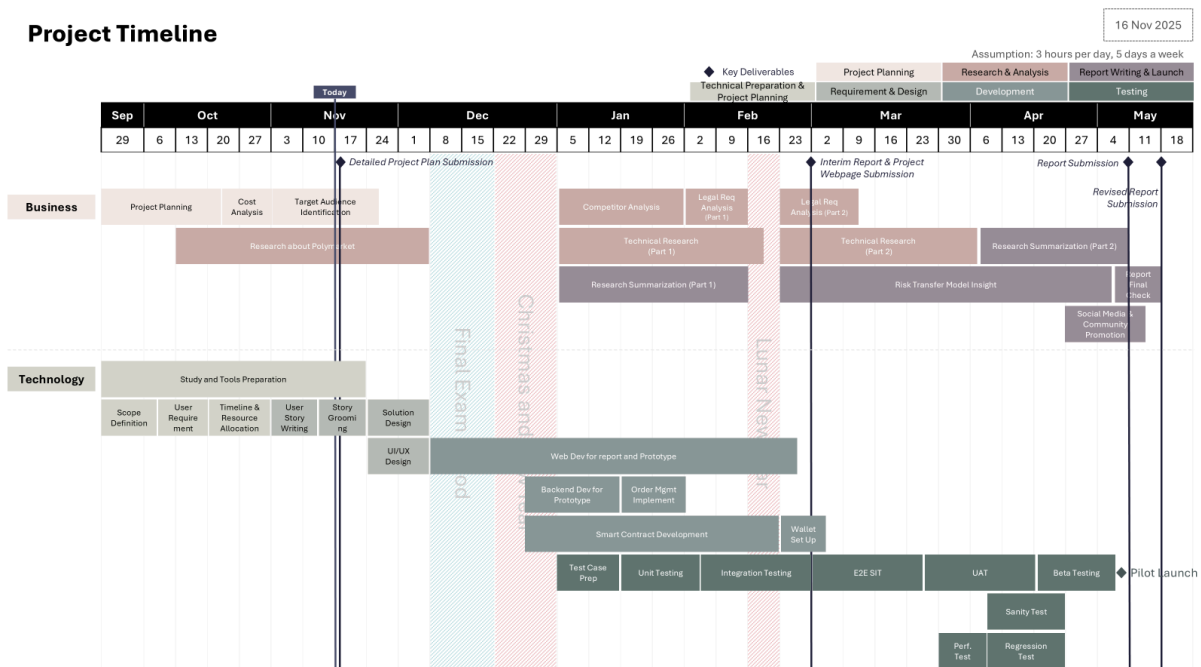 Project Timeline
16 Nov 2025
Assumption: 3 hours per day, 5 days a week
Key Deliverables
Project Planning
Research & Analysis
Report Writing & Launch
Technical Preparation &
Project Planning
Requirement & Design
Development
Testing
Today
Sep Oct Nov Dec Jan Feb Mar Apr May
29 6 13 20 27 3 10 17 24 1 8 15 22 29 5 12 19 26 2 9 16 23 2 9 16 23 30 6 13 20 27 4 11 18
Detailed Project Plan Submission
Interim Report & Project
Webpage Submission
Report Submission
Revised Report
Submission
Business
Project Planning
Cost
Analysis
Target Audience
Identification
Competitor Analysis
Legal Req
Analysis
(Part 1)
Legal Req
Analysis (Part 2)
Research about Polymarket
Technical Research
(Part 1)
Technical Research
(Part 2)
Research Summarization (Part 2)
Research Summarization (Part 1)
Risk Transfer Model Insight
Report
Final
Check
Social Media &
Community
Promotion
Final Exam
Christmas and
Lunar New
Technology
Study and Tools Preparation
Scope
Definition
User
Require
ment
Timeline &
Resource
Allocation
User
Story
Writing
Story
Groomi
ng
Solution
Design
UI/UX
Design
Web Dev for report and Prototype
Backend Dev for
Prototype
Order Mgmt
Implement
Smart Contract Development
Wallet
Set Up
Test Case
Prep
Unit Testing
Integration Testing
E2E SIT
UAT
Beta Testing
Pilot Launch
Sanity Test
Perf.
Test
Regression
Test